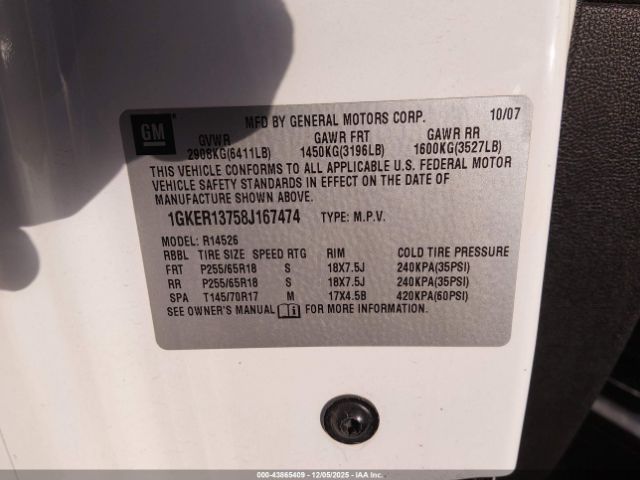 GM
MFD BY GENERAL MOTORS CORP. 10/07
GVWR GAWR FRT GAWR RR
2908KG(6411LB) 1450KG(3196LB) 1600KG(3527LB)
THIS VEHICLE CONFORMS TO ALL APPLICABLE U.S. FEDERAL MOTOR
VEHICLE SAFETY STANDARDS IN EFFECT ON THE DATE OF
MANUFACTURE SHOWN ABOVE.
1GKER13758J167474 TYPE: M.P.V.
MODEL: R14526
RBBL TIRE SIZE SPEED RTG RIM COLD TIRE PRESSURE
FRT P255/65R18 S 18X7.5J 240KPA(35PSI)
RR P255/65R18 S 18X7.5J 240KPA(35PSI)
SPA T145/70R17 M 17X4.5B 420KPA(60PSI)
SEE OWNER'S MANUAL FOR MORE INFORMATION.
000-43865409 | 12/05/2025 - IAAI